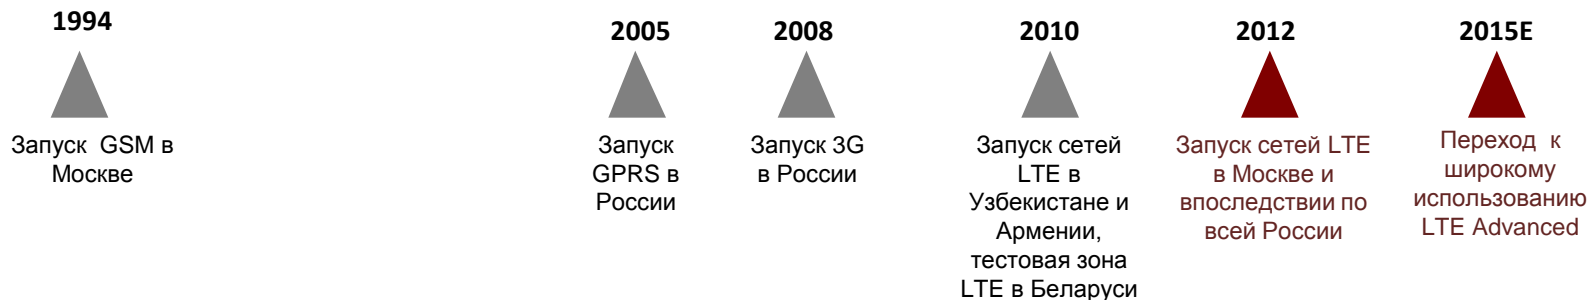 1994
Запуск GSM в
Москве
2005
Запуск
GPRS в
России
2008
Запуск 3G
в России
2010
Запуск сетей
LTE в
Узбекистане и
Армении,
тестовая зона
LTE в Беларуси
2012
Запуск сетей LTE
в Москве и
впоследствии по
всей России
2015E
Переход к
широкому
использованию
LTE Advanced